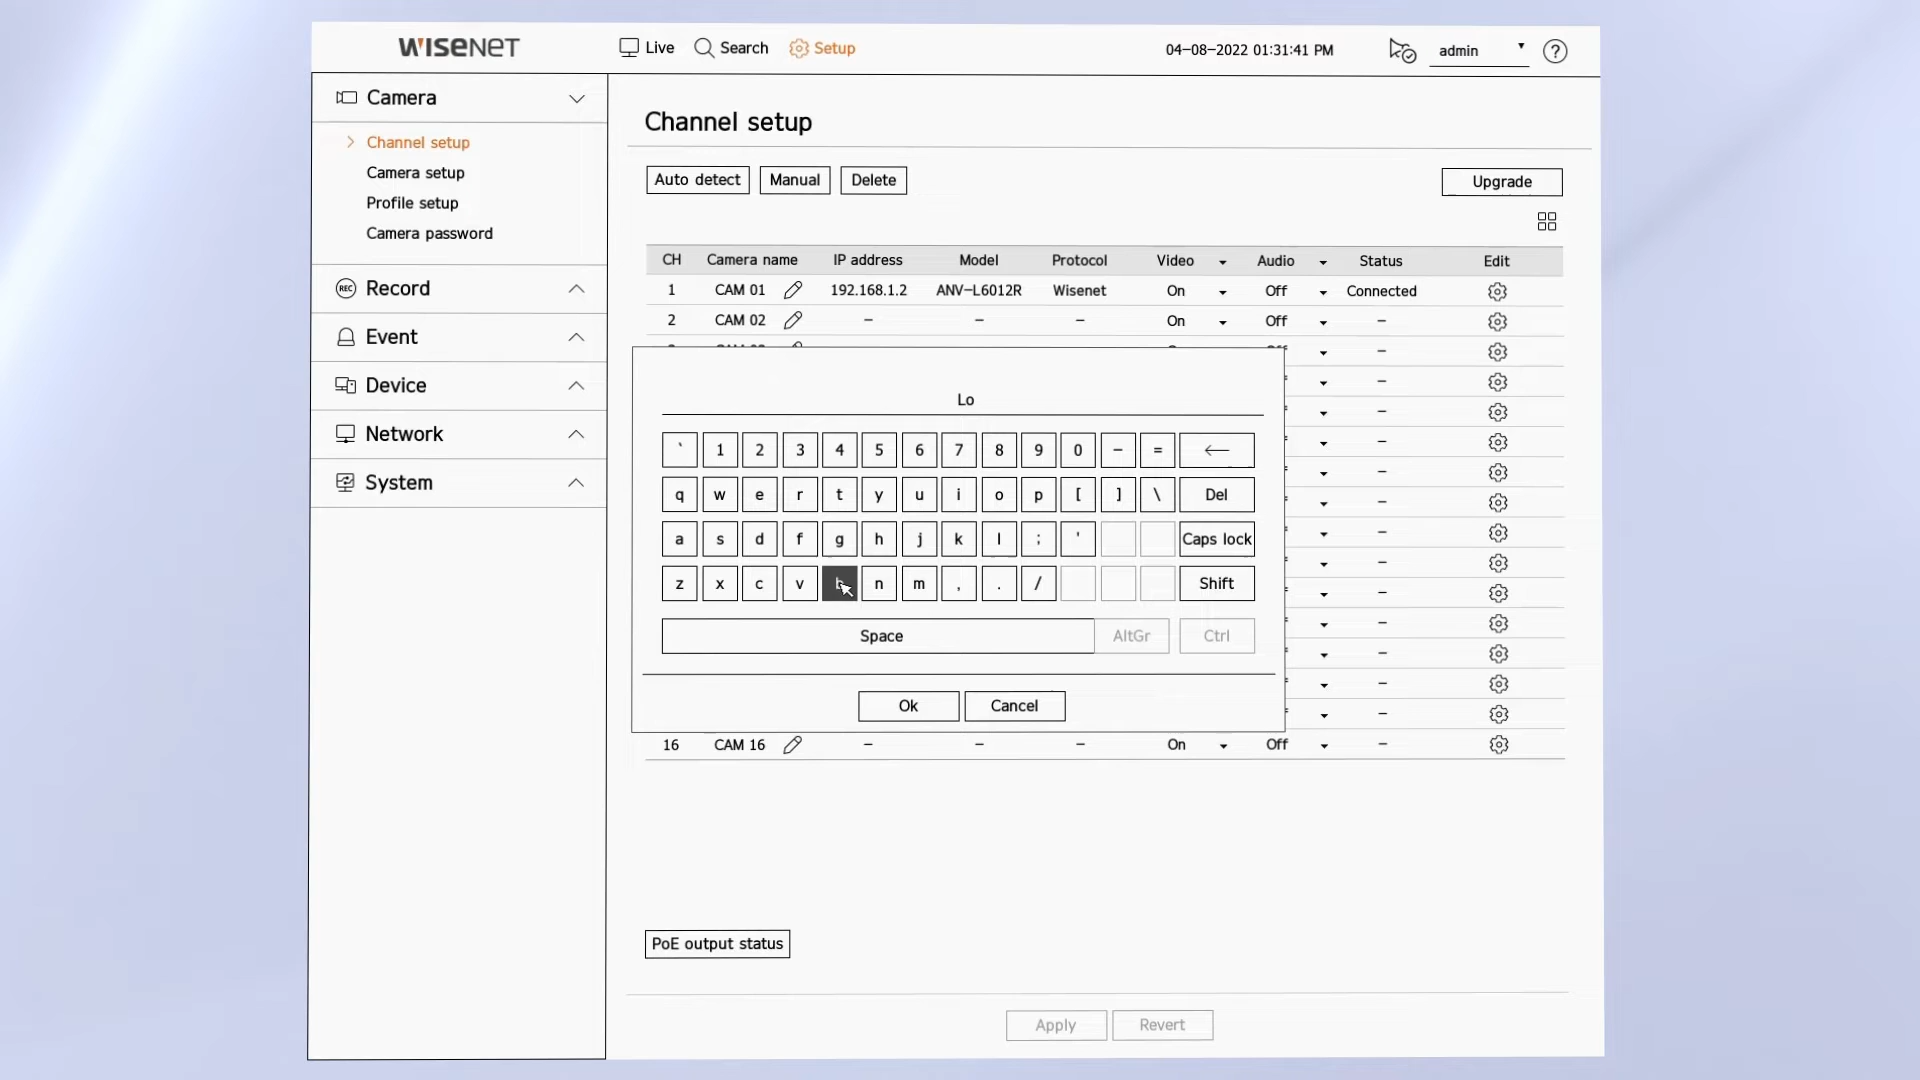 WISENET
Live Search Setup 04-08-2022 01:31:41 PM admin ?
Camera
Channel setup
Camera setup
Profile setup
Camera password
REC Record
Event
Device
Network
System
Channel setup
Auto detect Manual Delete Upgrade
CH Camera name IP address Model Protocol Video Audio Status Edit
1 CAM 01 192.168.1.2 ANV-L6012R Wisenet On Off Connected
2 CAM 02 - - - On Off -
-
-
-
-
-
-
-
-
-
-
-
-
-
16 CAM 16 - - - On Off -
Lo
` 1 2 3 4 5 6 7 8 9 0 - = ←
q w e r t y u i o p [ ] \ Del
a s d f g h j k l ; ' Caps lock
z x c v b n m , . / Shift
Space AltGr Ctrl
Ok Cancel
PoE output status
Apply Revert